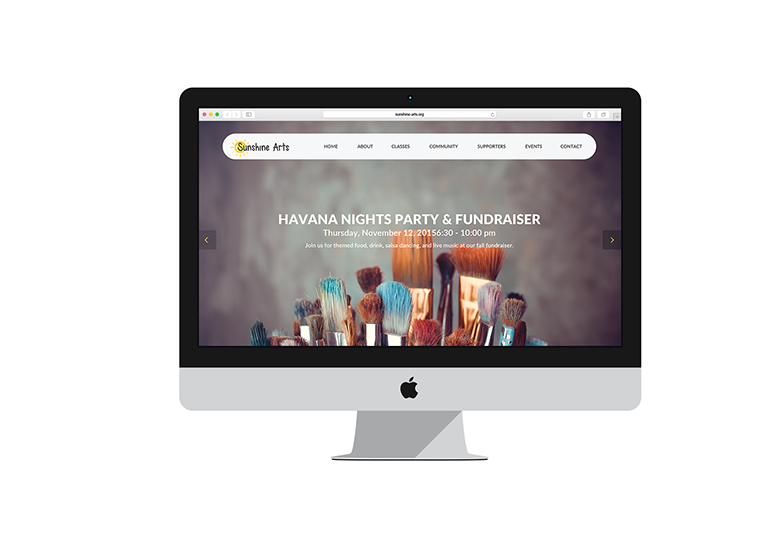 sunshine-arts.org
Sunshine Arts
HOME ABOUT CLASSES COMMUNITY SUPPORTERS EVENTS CONTACT
HAVANA NIGHTS PARTY & FUNDRAISER
Thursday, November 12, 20156:30 - 10:00 pm
Join us for themed food, drink, salsa dancing, and live music at our fall fundraiser.